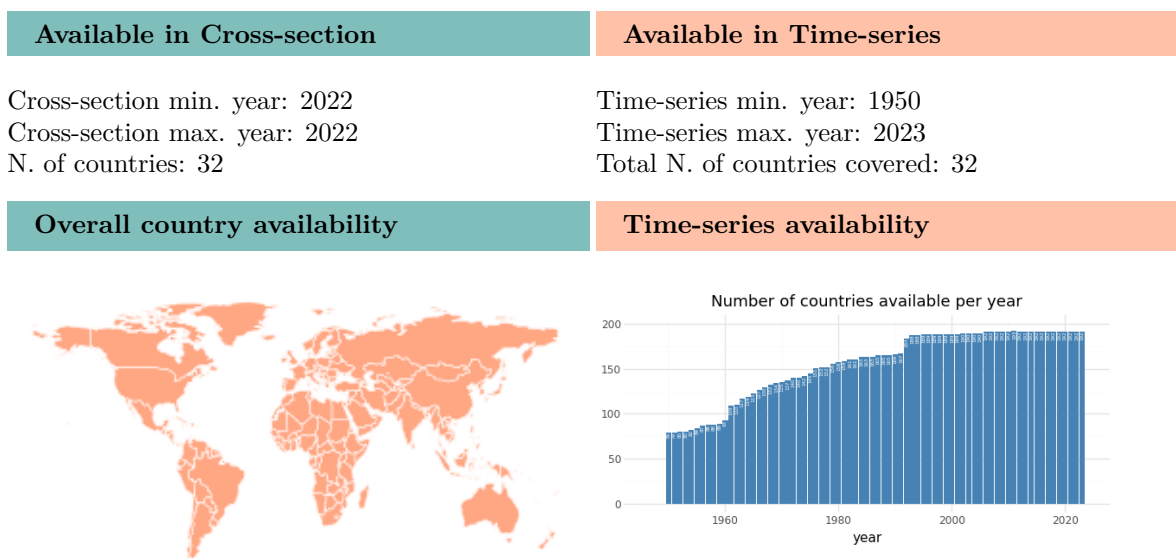 Available in Cross-section
Available in Time-series
Cross-section min. year: 2022
Cross-section max. year: 2022
N. of countries: 32
Time-series min. year: 1950
Time-series max. year: 2023
Total N. of countries covered: 32
Overall country availability
Time-series availability
Number of countries available per year
200
150
100
50
0
1960
1980
2000
2020
year